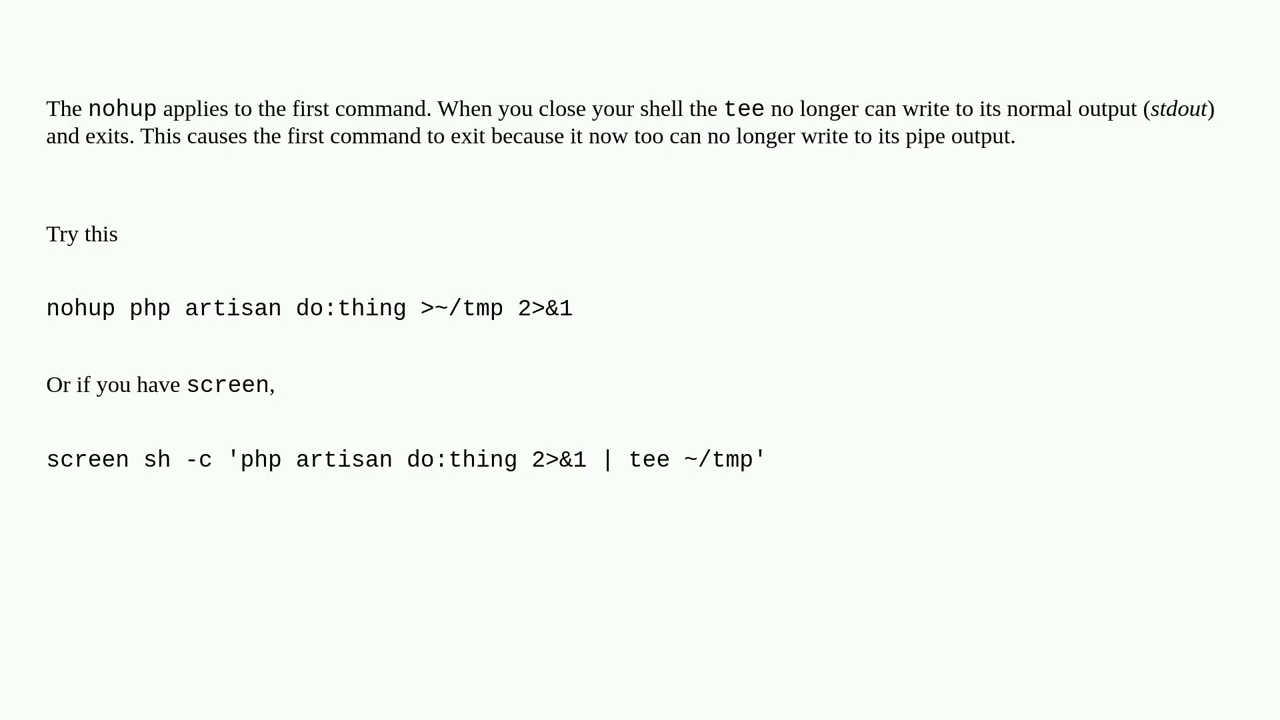 The nohup applies to the first command. When you close your shell the tee no longer can write to its normal output (stdout)
and exits. This causes the first command to exit because it now too can no longer write to its pipe output.
Try this
nohup php artisan do:thing >~/tmp 2>&1
Or if you have screen,
screen sh -c 'php artisan do:thing 2>&1 | tee ~/tmp'